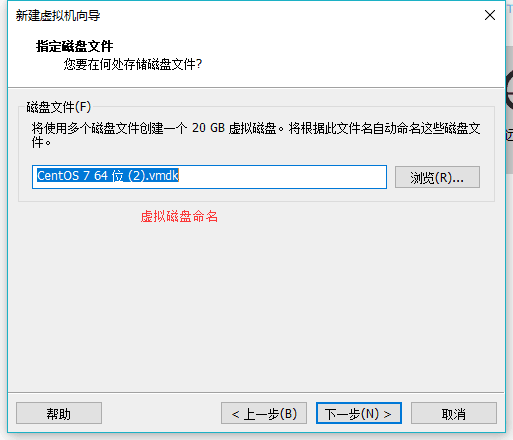 新建虚拟机向导
指定磁盘文件
您要在何处存储磁盘文件?
磁盘文件(F)
将使用多个磁盘文件创建一个 20 GB 虚拟磁盘。将根据此文件名自动命名这些磁盘文
件。
CentOS 7 64 位 (2).vmdk
浏览(R)...
虚拟磁盘命名
帮助
< 上一步(B)
下一步(N) >
取消